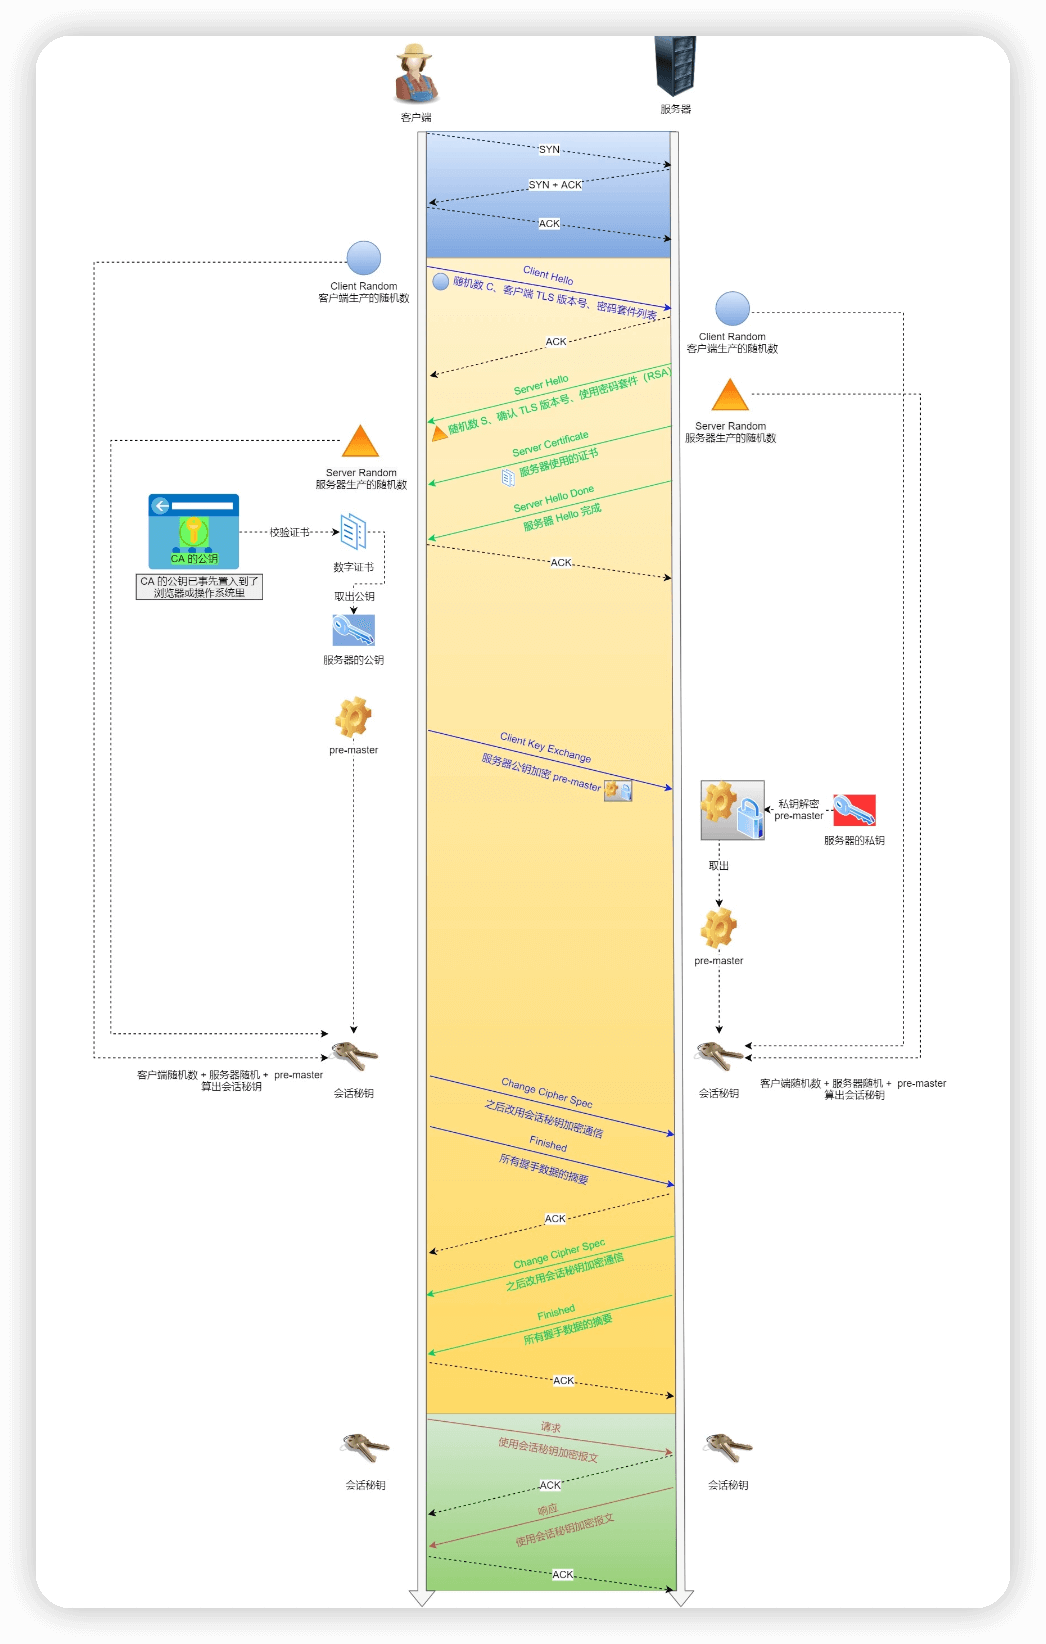 客户端
服务器
SYN
SYN + ACK
ACK
Client Random
客户端生产的随机数
Client Hello
随机数 C、客户端 TLS 版本号、密码套件列表
Client Random
客户端生产的随机数
ACK
Server Hello
随机数 S、确认 TLS 版本号、使用密码套件（RSA）
Server Random
服务器生产的随机数
Server Certificate
服务器使用的证书
Server Random
服务器生产的随机数
Server Hello Done
服务器 Hello 完成
CA 的公钥
校验证书
数字证书
ACK
CA 的公钥已事先置入到了
浏览器或操作系统里
取出公钥
服务器的公钥
pre-master
Client Key Exchange
服务器公钥加密 pre-master
私钥解密
pre-master
服务器的私钥
取出
pre-master
客户端随机数 + 服务器随机 + pre-master
算出会话秘钥
会话秘钥
会话秘钥
客户端随机数 + 服务器随机 + pre-master
算出会话秘钥
Change Cipher Spec
之后改用会话秘钥加密通信
Finished
所有握手数据的摘要
ACK
Change Cipher Spec
之后改用会话秘钥加密通信
Finished
所有握手数据的摘要
ACK
请求
使用会话秘钥加密报文
会话秘钥
ACK
会话秘钥
响应
使用会话秘钥加密报文
ACK